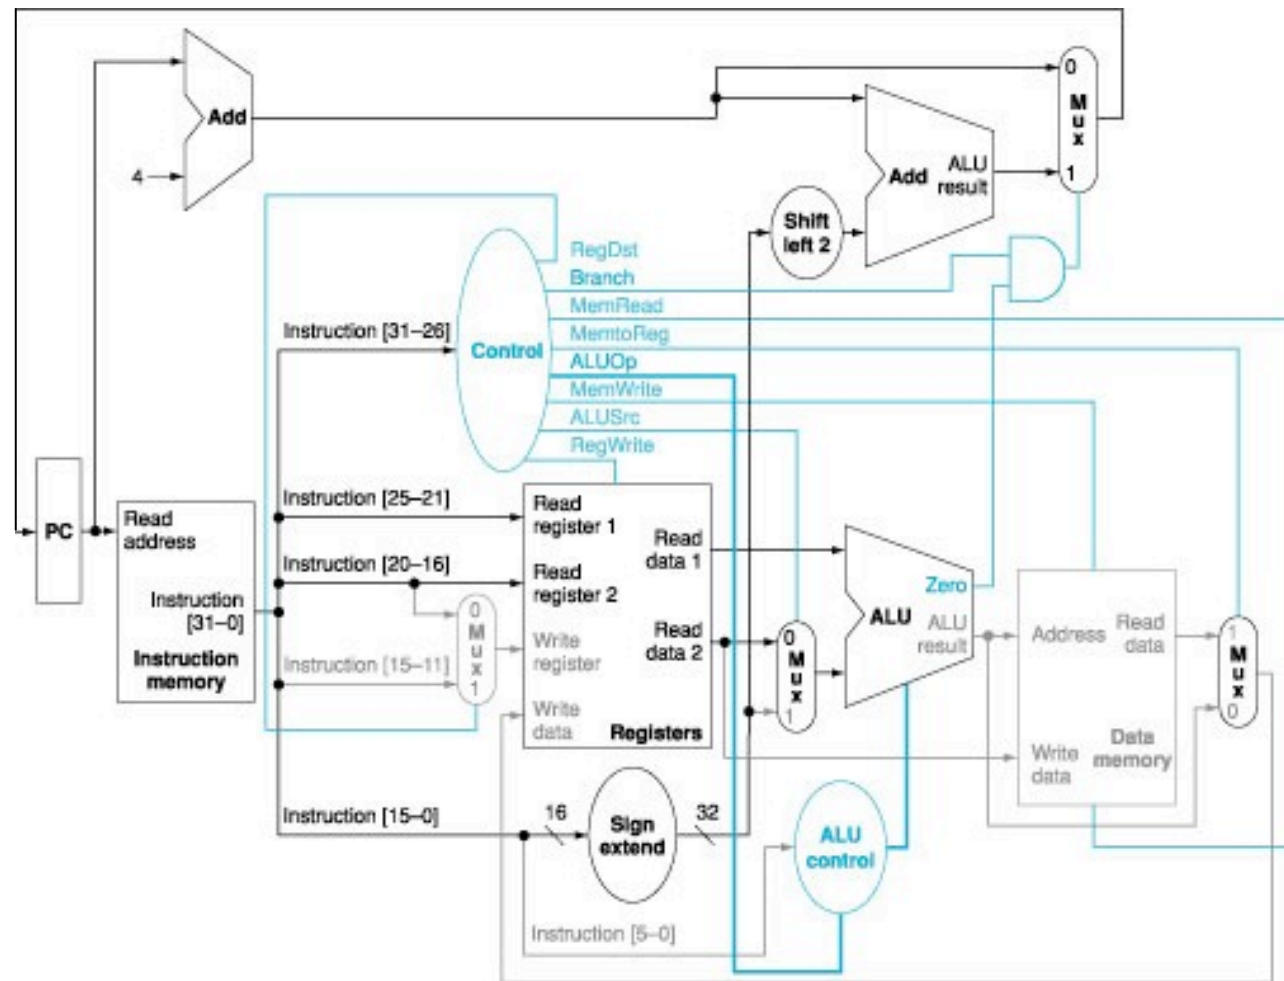 Add
4
0
Mux
1
Add
ALU
result
Shift
left 2
RegDst
Branch
MemRead
MemtoReg
ALUOp
MemWrite
ALUSrc
RegWrite
Control
Instruction [31–26]
Instruction [25–21]
Instruction [20–16]
Instruction [15–11]
Instruction [15–0]
Instruction [5–0]
PC
Read
address
Instruction
[31–0]
Instruction
memory
0
Mux
1
Read
register 1
Read
register 2
Write
register
Write
data
Read
data 1
Read
data 2
Registers
0
Mux
1
Zero
ALU
ALU
result
Address
Read
data
Write
data
Data
memory
1
Mux
0
16
Sign
extend
32
ALU
control